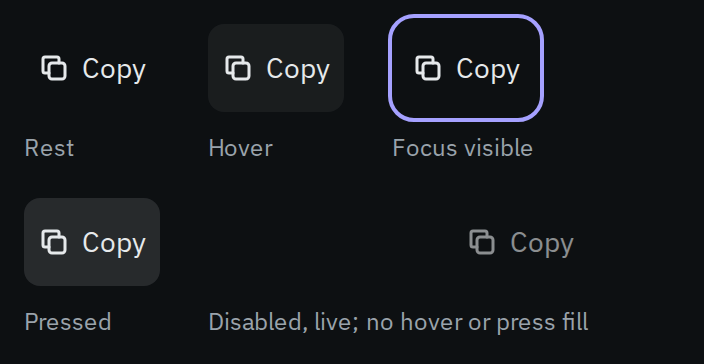 Copy Copy Copy
Rest Hover Focus visible
Copy Copy
Pressed Disabled, live; no hover or press fill